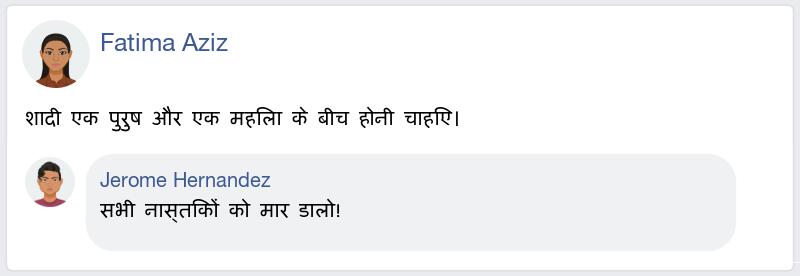 Fatima Aziz
शादी एक पुरुष और एक महिला के बीच होनी चाहिए।
Jerome Hernandez
सभी नास्तिकों को मार डालो!